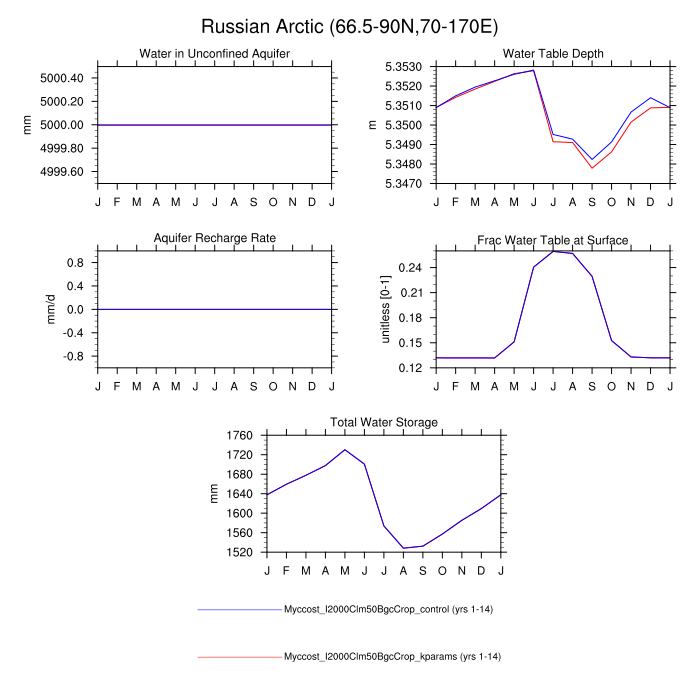 Russian Arctic (66.5-90N,70-170E)
Water in Unconfined Aquifer
5000.40
5000.20
5000.00
4999.80
4999.60
mm
J F M A M J J A S O N D J
Water Table Depth
5.3530
5.3520
5.3510
5.3500
5.3490
5.3480
5.3470
m
J F M A M J J A S O N D J
Aquifer Recharge Rate
0.8
0.4
0.0
-0.4
-0.8
mm/d
J F M A M J J A S O N D J
Frac Water Table at Surface
0.24
0.21
0.18
0.15
0.12
unitless [0-1]
J F M A M J J A S O N D J
Total Water Storage
1760
1720
1680
1640
1600
1560
1520
mm
J F M A M J J A S O N D J
Myccost_I2000Clm50BgcCrop_control (yrs 1-14)
Myccost_I2000Clm50BgcCrop_kparams (yrs 1-14)